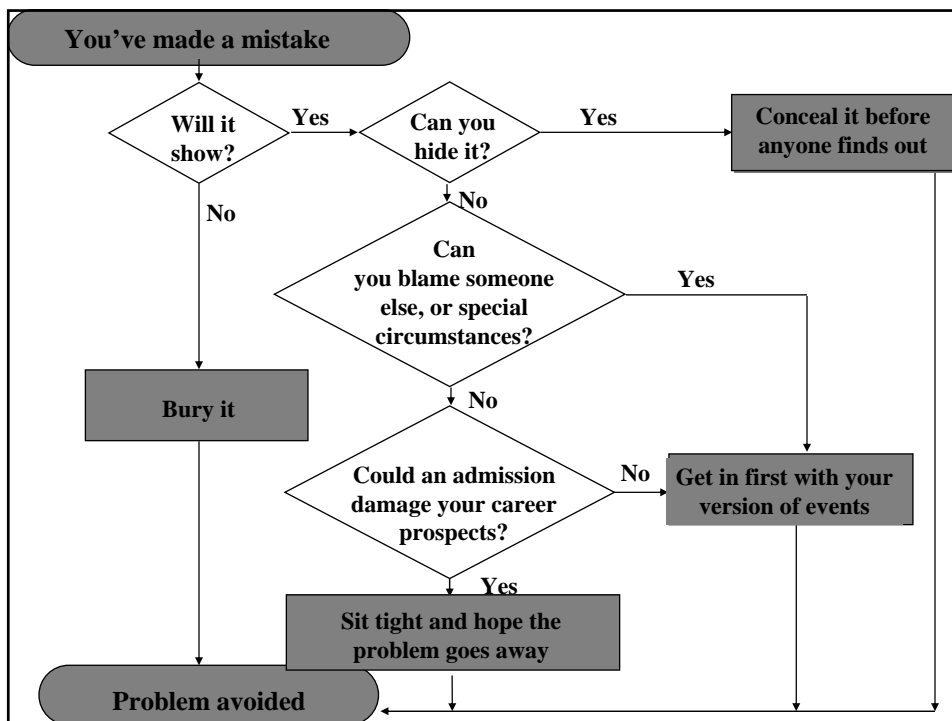 You've made a mistake
Will it
show?
Yes
Can you
hide it?
Yes
Conceal it before
anyone finds out
No
No
Can
you blame someone
else, or special
circumstances?
Yes
Bury it
No
Could an admission
damage your career
prospects?
No
Get in first with your
version of events
Yes
Sit tight and hope the
problem goes away
Problem avoided